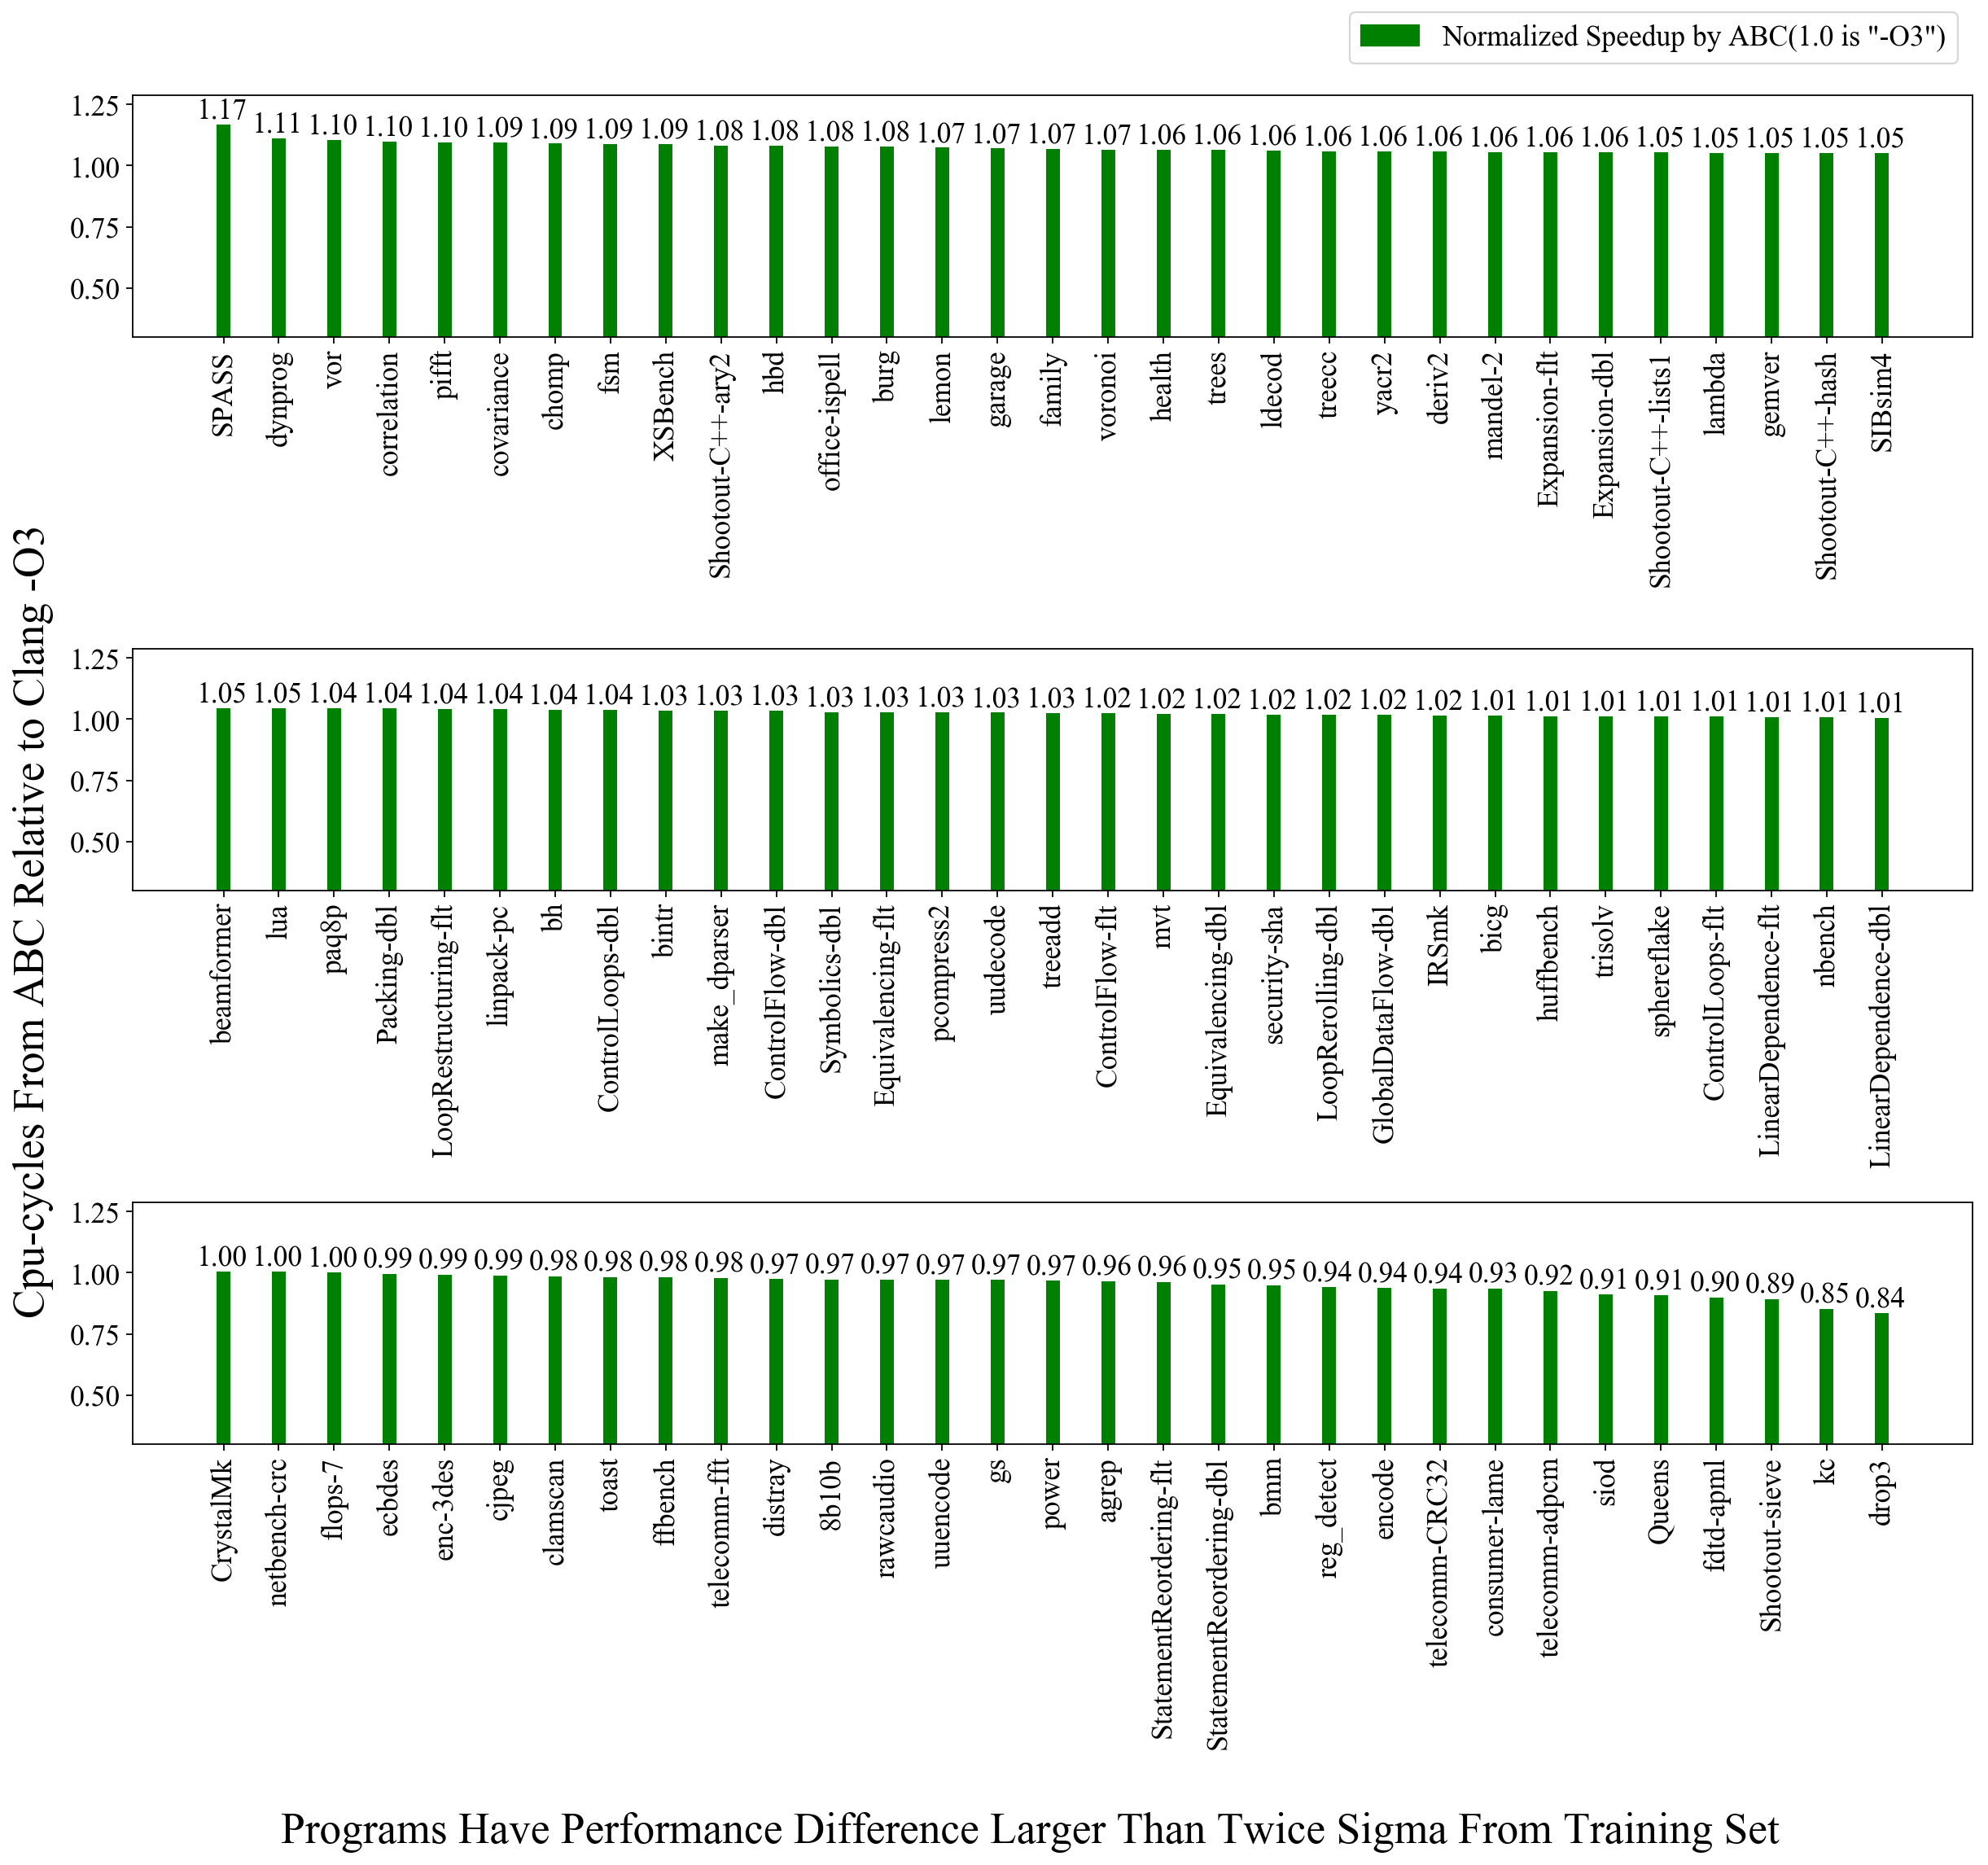 Normalized Speedup by ABC(1.0 is "-O3")
Cpu-cycles From ABC Relative to Clang -O3
1.25
1.00
0.75
0.50
1.17 1.11 1.10 1.10 1.10 1.09 1.09 1.09 1.09 1.08 1.08 1.08 1.08 1.07 1.07 1.07 1.07 1.06 1.06 1.06 1.06 1.06 1.06 1.06 1.06 1.06 1.05 1.05 1.05 1.05 1.05
SPASS
dynprog
vor
correlation
pifft
covariance
chomp
fsm
XSBench
Shootout-C++-ary2
hbd
office-ispell
burg
lemon
garage
family
voronoi
health
trees
ldecod
treecc
yacr2
deriv2
mandel-2
Expansion-flt
Expansion-dbl
Shootout-C++-lists1
lambda
gemver
Shootout-C++-hash
SIBsim4
1.25
1.00
0.75
0.50
1.05 1.05 1.04 1.04 1.04 1.04 1.04 1.04 1.03 1.03 1.03 1.03 1.03 1.03 1.03 1.03 1.02 1.02 1.02 1.02 1.02 1.02 1.02 1.01 1.01 1.01 1.01 1.01 1.01 1.01 1.01
beamformer
lua
paq8p
Packing-dbl
LoopRestructuring-flt
linpack-pc
bh
ControlLoops-dbl
bintr
make_dparser
ControlFlow-dbl
Symbolics-dbl
Equivalencing-flt
pcompress2
uudecode
treeadd
ControlFlow-flt
mvt
Equivalencing-dbl
security-sha
LoopRerolling-dbl
GlobalDataFlow-dbl
IRSmk
bicg
huffbench
trisolv
sphereflake
ControlLoops-flt
LinearDependence-flt
nbench
LinearDependence-dbl
1.25
1.00
0.75
0.50
1.00 1.00 1.00 0.99 0.99 0.99 0.98 0.98 0.98 0.98 0.97 0.97 0.97 0.97 0.97 0.97 0.96 0.96 0.95 0.95 0.94 0.94 0.94 0.93 0.92 0.91 0.91 0.90 0.89 0.85 0.84
CrystalMk
netbench-crc
flops-7
ecbdes
enc-3des
cjpeg
clamscan
toast
ffbench
telecomm-fft
distray
8b10b
rawcaudio
uuencode
gs
power
agrep
StatementReordering-flt
StatementReordering-dbl
bmm
reg_detect
encode
telecomm-CRC32
consumer-lame
telecomm-adpcm
siod
Queens
fdtd-apml
Shootout-sieve
kc
drop3
Programs Have Performance Difference Larger Than Twice Sigma From Training Set